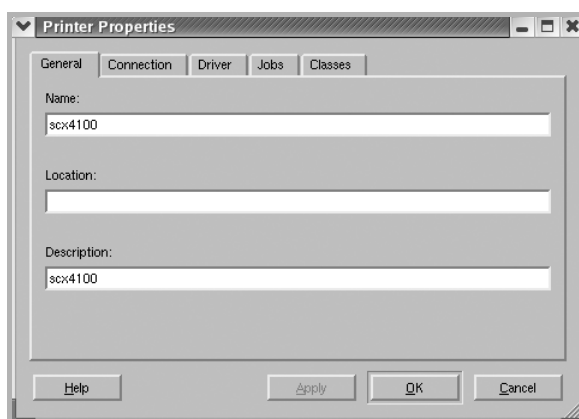 Printer Properties
General Connection Driver Jobs Classes
Name:
scx4100
Location:
Description:
scx4100
Help Apply OK Cancel